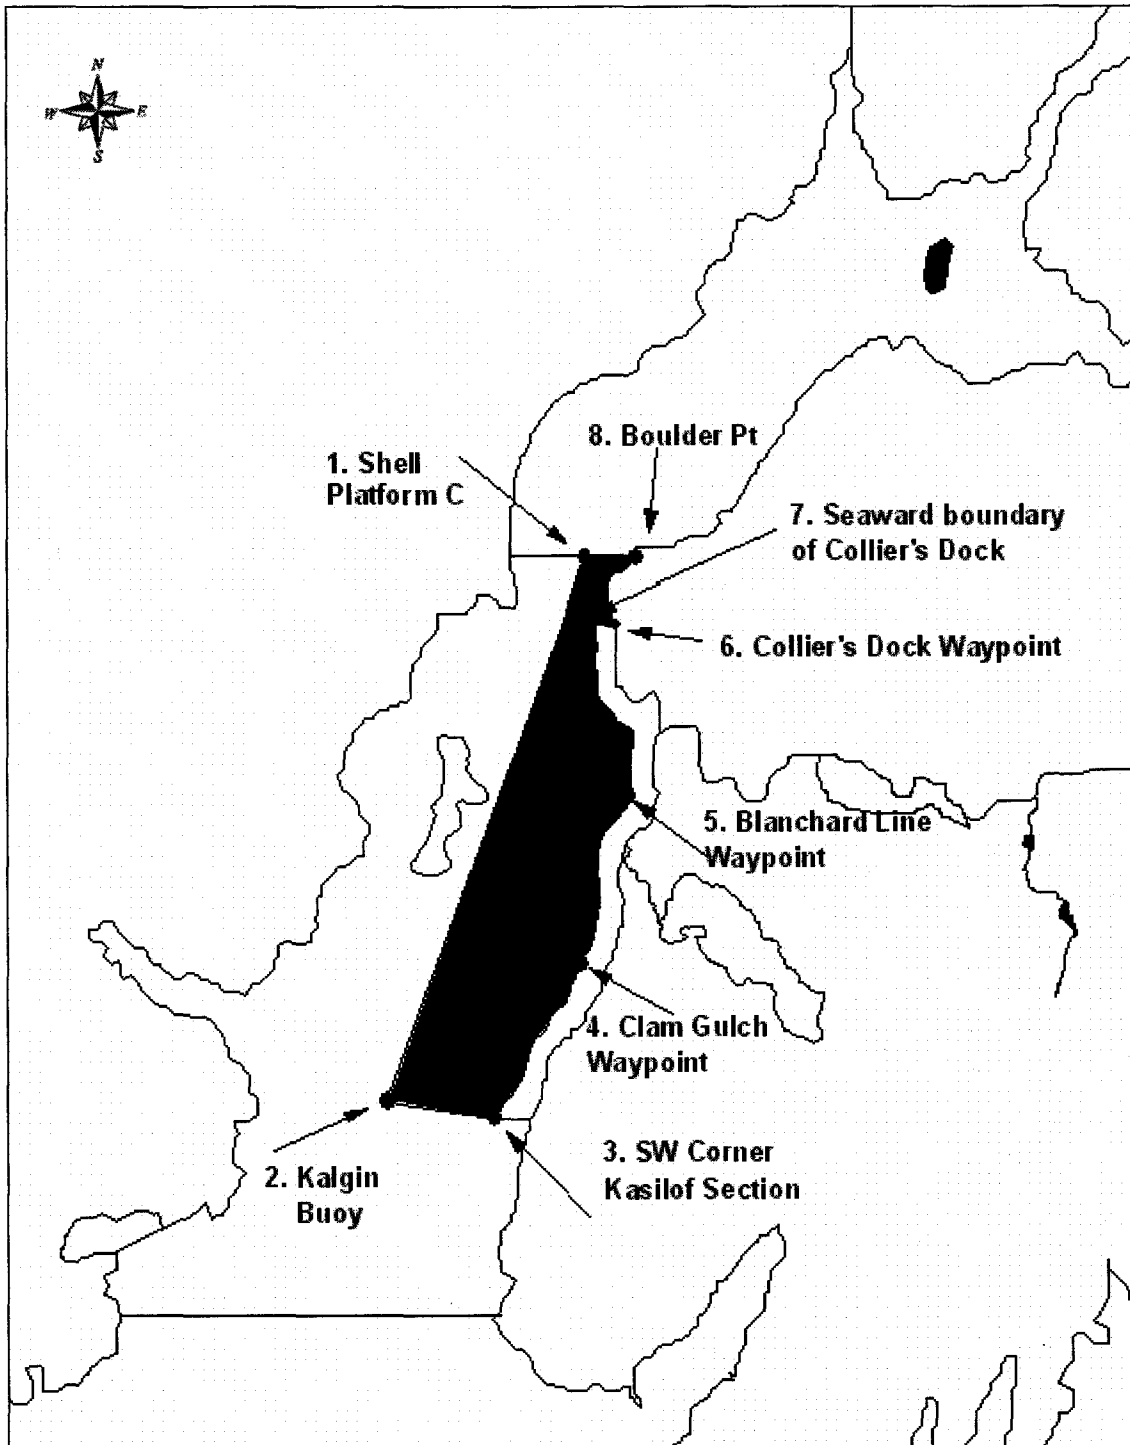 N
W E
S
8. Boulder Pt
1. Shell
Platform C
7. Seaward boundary
of Collier's Dock
6. Collier's Dock Waypoint
5. Blanchard Line
Waypoint
4. Clam Gulch
Waypoint
3. SW Corner
Kasilof Section
2. Kalgin
Buoy